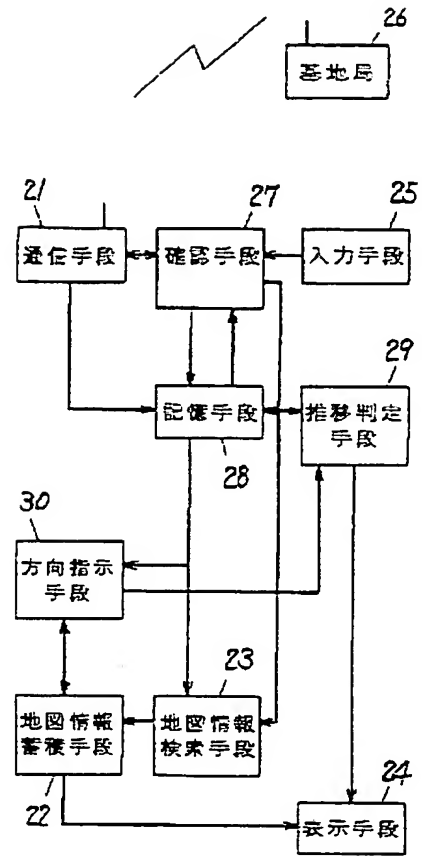 26
基地局
21
27
25
通信手段
確認手段
入力手段
29
記憶手段
推移判定
手段
28
30
方向指示
手段
23
地図情報
蓄積手段
地図情報
検索手段
22
24
表示手段